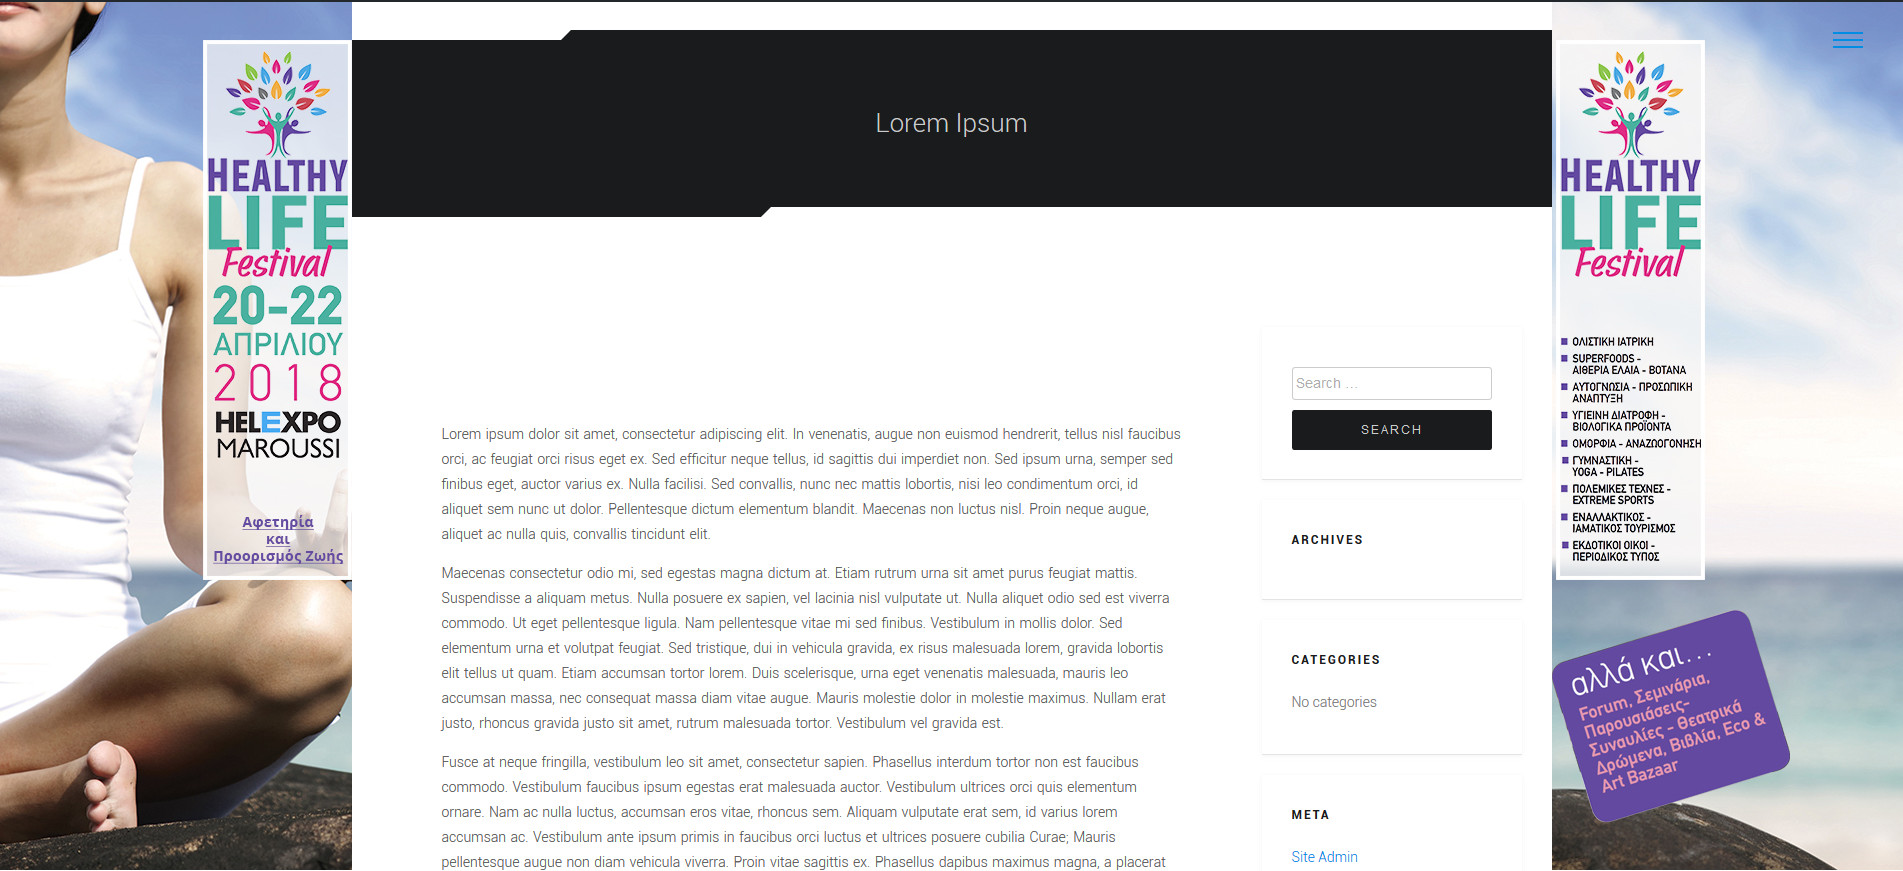 HEALTHY
LIFE
Festival
20-22
ΑΠΡΙΛΙΟΥ
2018
HELEXPO
MAROUSSI
Αφετηρία
και
Προορισμός Ζωής
Lorem Ipsum
Lorem ipsum dolor sit amet, consectetur adipiscing elit. In venenatis, augue non euismod hendrerit, tellus nisl faucibus
orci, ac feugiat orci risus eget ex. Sed efficitur neque tellus, id sagittis dui imperdiet non. Sed ipsum urna, semper sed
finibus eget, auctor varius ex. Nulla facilisi. Sed convallis, nunc nec mattis lobortis, nisi leo condimentum orci, id
aliquet sem nunc ut dolor. Pellentesque dictum elementum blandit. Maecenas non luctus nisl. Proin neque augue,
aliquet ac nulla quis, convallis tincidunt elit.
Maecenas consectetur odio mi, sed egestas magna dictum at. Etiam rutrum urna sit amet purus feugiat mattis.
Suspendisse a aliquam metus. Nulla posuere ex sapien, vel lacinia nisl vulputate ut. Nulla aliquet odio sed est viverra
commodo. Ut eget pellentesque ligula. Nam pellentesque vitae mi sed finibus. Vestibulum in mollis dolor. Sed
elementum urna et volutpat feugiat. Sed tristique, dui in vehicula gravida, ex risus malesuada lorem, gravida lobortis
elit tellus ut quam. Etiam accumsan tortor lorem. Duis scelerisque, urna eget venenatis malesuada, mauris leo
accumsan massa, nec consequat massa diam vitae augue. Mauris molestie dolor in molestie maximus. Nullam erat
justo, rhoncus gravida justo sit amet, rutrum malesuada tortor. Vestibulum vel gravida est.
Fusce at neque fringilla, vestibulum leo sit amet, consectetur sapien. Phasellus interdum tortor non est faucibus
commodo. Vestibulum faucibus ipsum egestas erat malesuada auctor. Vestibulum ultrices orci quis elementum
ornare. Nam ac nulla luctus, accumsan eros vitae, rhoncus sem. Aliquam vulputate erat sem, id varius lorem
accumsan ac. Vestibulum ante ipsum primis in faucibus orci luctus et ultrices posuere cubilia Curae; Mauris
pellentesque augue non diam vehicula viverra. Proin vitae sagittis ex. Phasellus dapibus maximus magna, a placerat
Search …
SEARCH
ARCHIVES
CATEGORIES
No categories
META
Site Admin
HEALTHY
LIFE
Festival
ΟΛΙΣΤΙΚΗ ΙΑΤΡΙΚΗ
SUPERFOODS -
ΑΙΘΕΡΙΑ ΕΛΑΙΑ - ΒΟΤΑΝΑ
ΑΥΤΟΓΝΩΣΙΑ - ΠΡΟΣΩΠΙΚΗ
ΑΝΑΠΤΥΞΗ
ΥΓΙΕΙΝΗ ΔΙΑΤΡΟΦΗ -
ΒΙΟΛΟΓΙΚΑ ΠΡΟΪΟΝΤΑ
ΟΜΟΡΦΙΑ - ΑΝΑΖΩΟΓΟΝΗΣΗ
ΓΥΜΝΑΣΤΙΚΗ -
YOGA - PILATES
ΠΟΛΕΜΙΚΕΣ ΤΕΧΝΕΣ -
EXTREME SPORTS
ΕΝΑΛΛΑΚΤΙΚΟΣ -
ΙΑΜΑΤΙΚΟΣ ΤΟΥΡΙΣΜΟΣ
ΕΚΔΟΤΙΚΟΙ ΟΙΚΟΙ -
ΠΕΡΙΟΔΙΚΟΣ ΤΥΠΟΣ
αλλά και…
Forum, Σεμινάρια,
Παρουσιάσεις-
Συναυλίες - Θεατρικά
Δρώμενα, Βιβλία, Eco &
Art Bazaar